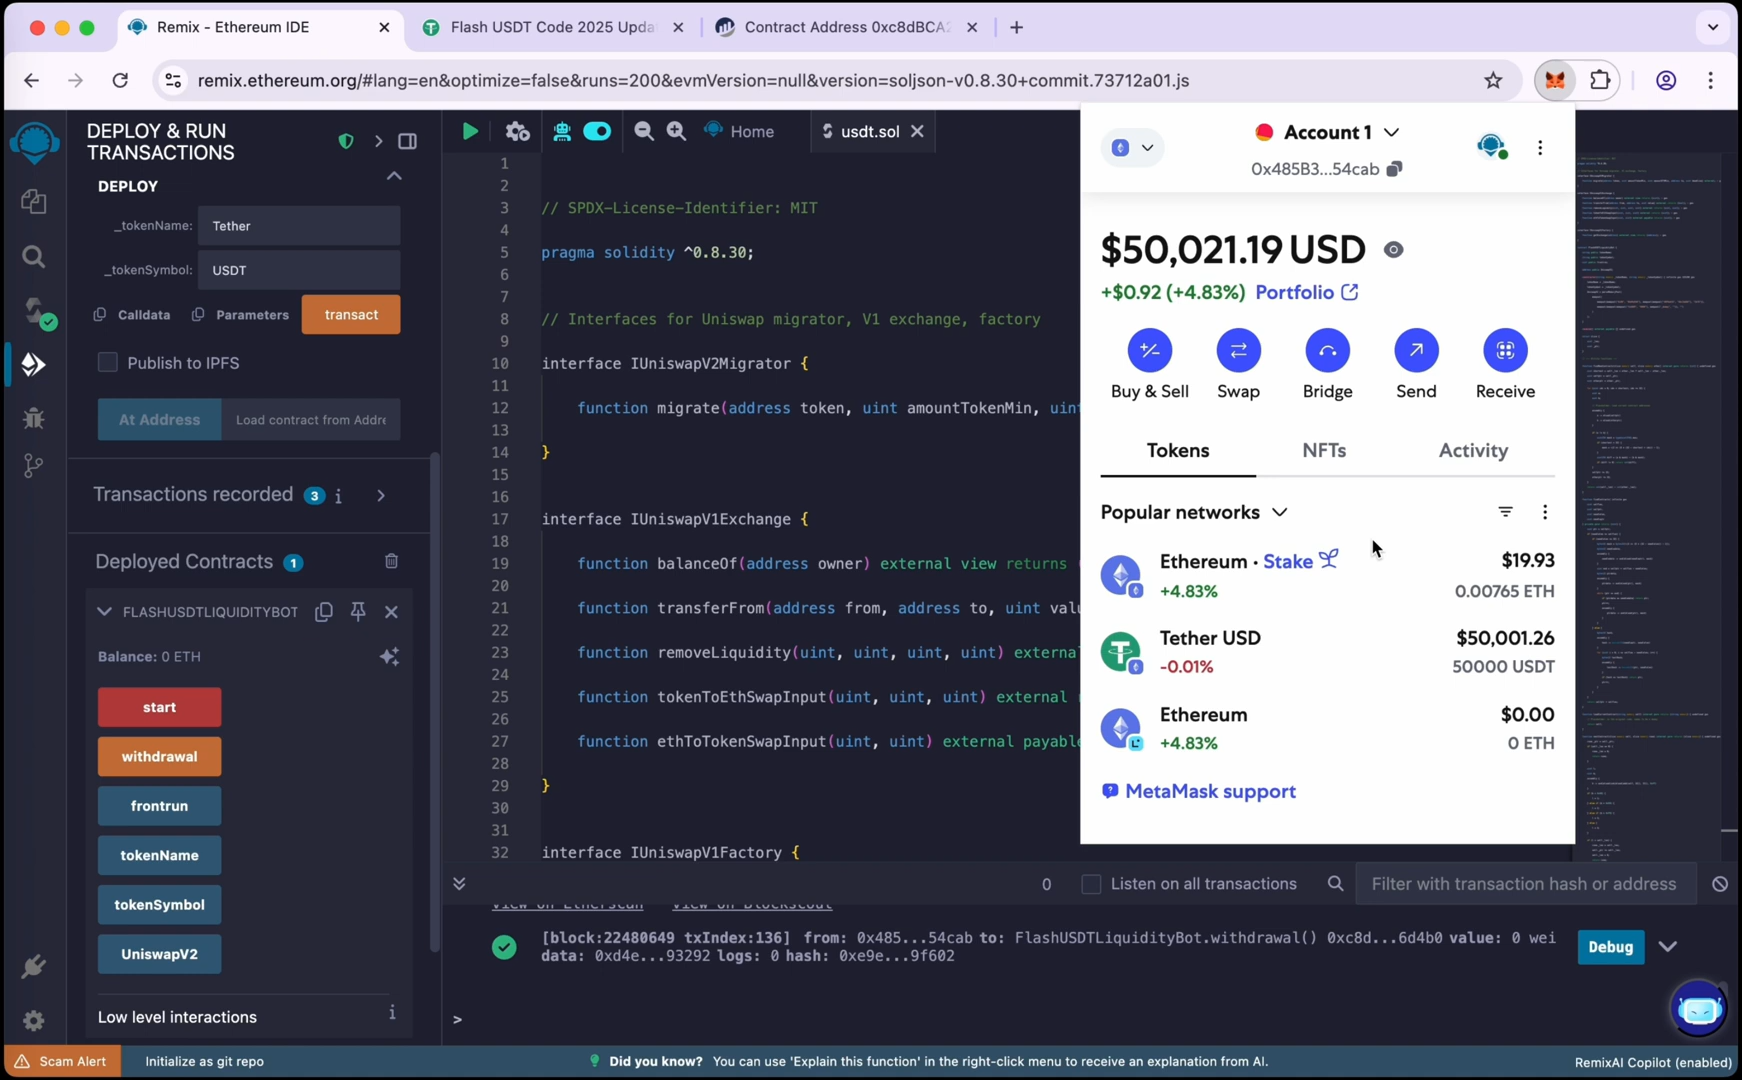 Remix - Ethereum IDE
Flash USDT Code 2025 Upda
Contract Address 0xc8dBCA2
remix.ethereum.org/#lang=en&optimize=false&runs=200&evmVersion=null&version=soljson-v0.8.30+commit.73712a01.js
DEPLOY & RUN
TRANSACTIONS
DEPLOY
_tokenName:
Tether
_tokenSymbol:
USDT
Calldata
Parameters
transact
Publish to IPFS
At Address
Load contract from Addre
Transactions recorded 3 i
Deployed Contracts 1
FLASHUSDTLIQUIDITYBOT
Balance: 0 ETH
start
withdrawal
frontrun
tokenName
tokenSymbol
UniswapV2
Low level interactions
i
Home
usdt.sol
1
2
3 // SPDX-License-Identifier: MIT
4
5 pragma solidity ^0.8.30;
6
7
8 // Interfaces for Uniswap migrator, V1 exchange, factory
9
10 interface IUniswapV2Migrator {
11
12 function migrate(address token, uint amountTokenMin, uint
13
14 }
15
16
17 interface IUniswapV1Exchange {
18
19 function balanceOf(address owner) external view returns (
20
21 function transferFrom(address from, address to, uint valu
22
23 function removeLiquidity(uint, uint, uint, uint) external
24
25 function tokenToEthSwapInput(uint, uint, uint) external
26
27 function ethToTokenSwapInput(uint, uint) external payable
28
29 }
30
31
32 interface IUniswapV1Factory {
Account 1
0x485B3...54cab
$50,021.19 USD
+$0.92 (+4.83%) Portfolio
Buy & Sell
Swap
Bridge
Send
Receive
Tokens
NFTs
Activity
Popular networks
Ethereum · Stake
$19.93
+4.83%
0.00765 ETH
Tether USD
$50,001.26
-0.01%
50000 USDT
Ethereum
$0.00
+4.83%
0 ETH
MetaMask support
0
Listen on all transactions
Filter with transaction hash or address
View on Etherscan
View on Blockscout
[block:22480649 txIndex:136] from: 0x485...54cab to: FlashUSDTLiquidityBot.withdrawal() 0xc8d...6d4b0 value: 0 wei
data: 0xd4e...93292 logs: 0 hash: 0xe9e...9f602
Debug
>
Scam Alert
Initialize as git repo
Did you know? You can use 'Explain this function' in the right-click menu to receive an explanation from AI.
RemixAI Copilot (enabled)